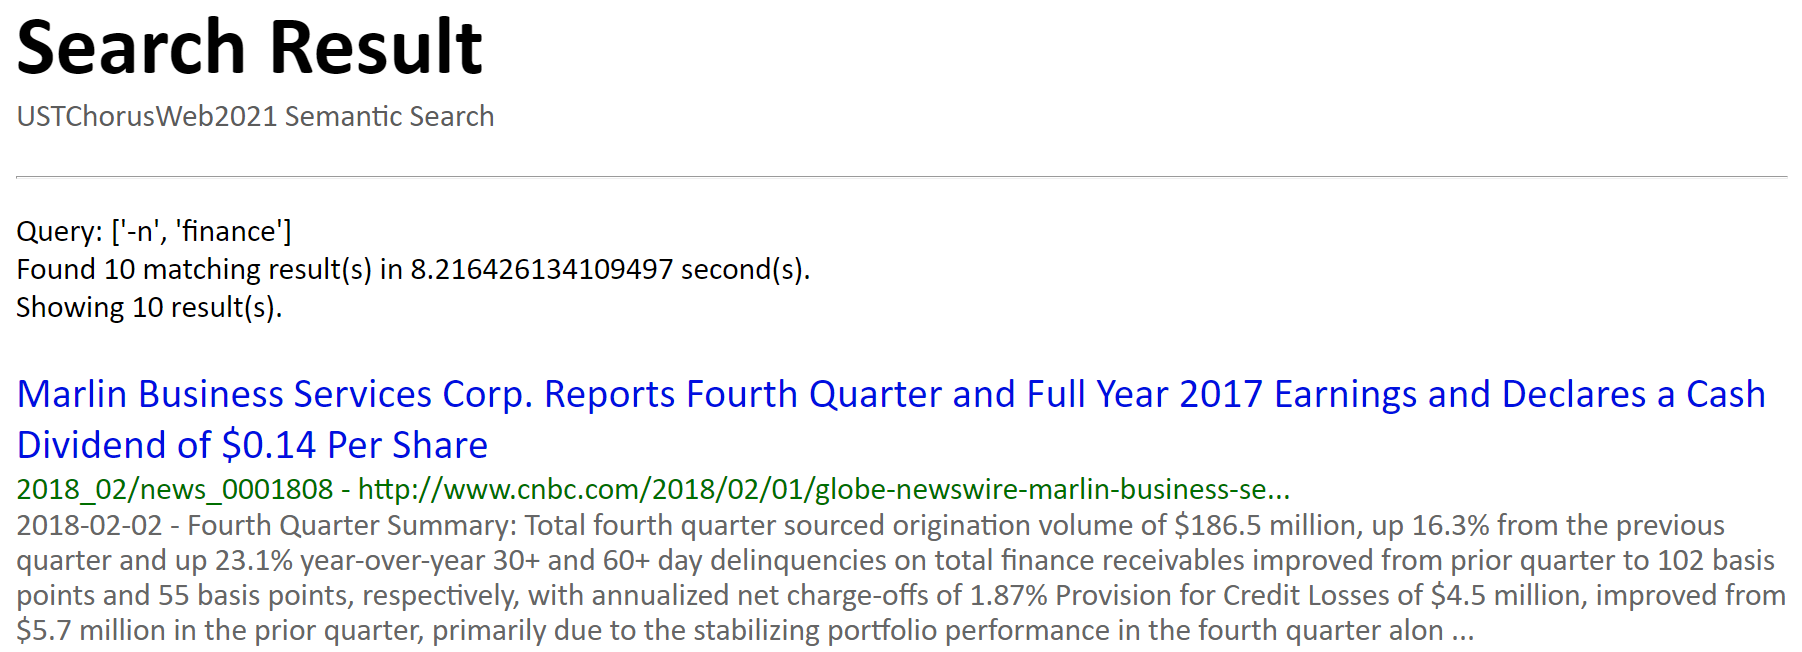 Search Result
USTChorusWeb2021 Semantic Search
Query: ['-n', 'finance']
Found 10 matching result(s) in 8.216426134109497 second(s).
Showing 10 result(s).
Marlin Business Services Corp. Reports Fourth Quarter and Full Year 2017 Earnings and Declares a Cash
Dividend of $0.14 Per Share
2018_02/news_0001808 - http://www.cnbc.com/2018/02/01/globe-newswire-marlin-business-se...
2018-02-02 - Fourth Quarter Summary: Total fourth quarter sourced origination volume of $186.5 million, up 16.3% from the previous
quarter and up 23.1% year-over-year 30+ and 60+ day delinquencies on total finance receivables improved from prior quarter to 102 basis
points and 55 basis points, respectively, with annualized net charge-offs of 1.87% Provision for Credit Losses of $4.5 million, improved from
$5.7 million in the prior quarter, primarily due to the stabilizing portfolio performance in the fourth quarter alon ...